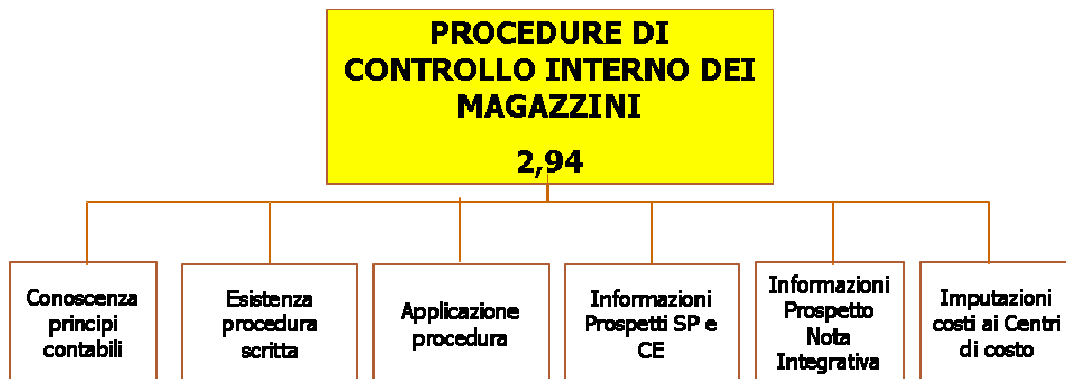 PROCEDURE DI
CONTROLLO INTERNO DEI
MAGAZZINI
2,94
Conoscenza
principi
contabili
Esistenza
procedura
scritta
Applicazione
procedura
Informazioni
Prospetti SP e
CE
Informazioni
Prospetto
Nota
Integrativa
Imputazioni
costi ai Centri
di costo